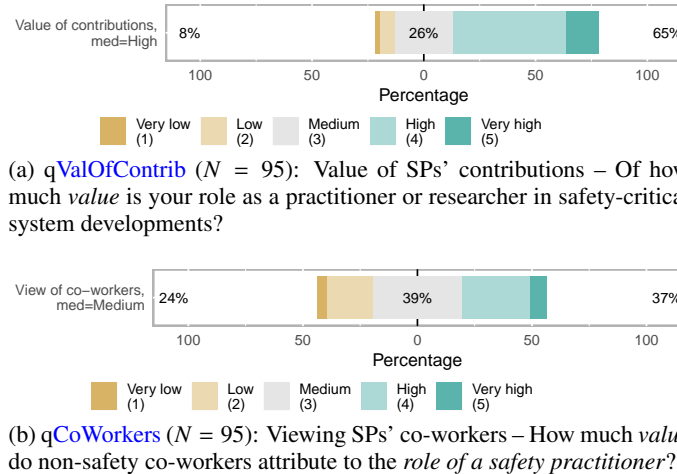 Value of contributions,
med=High
8%
26%
65%
100 50 0 50 100
Percentage
Very low
(1)
Low
(2)
Medium
(3)
High
(4)
Very high
(5)
(a) qValOfContrib (N = 95): Value of SPs’ contributions – Of how
much value is your role as a practitioner or researcher in safety-critica
system developments?
View of co−workers,
med=Medium
24%
39%
37%
100 50 0 50 100
Percentage
Very low
(1)
Low
(2)
Medium
(3)
High
(4)
Very high
(5)
(b) qCoWorkers (N = 95): Viewing SPs’ co-workers – How much valu
do non-safety co-workers attribute to the role of a safety practitioner?